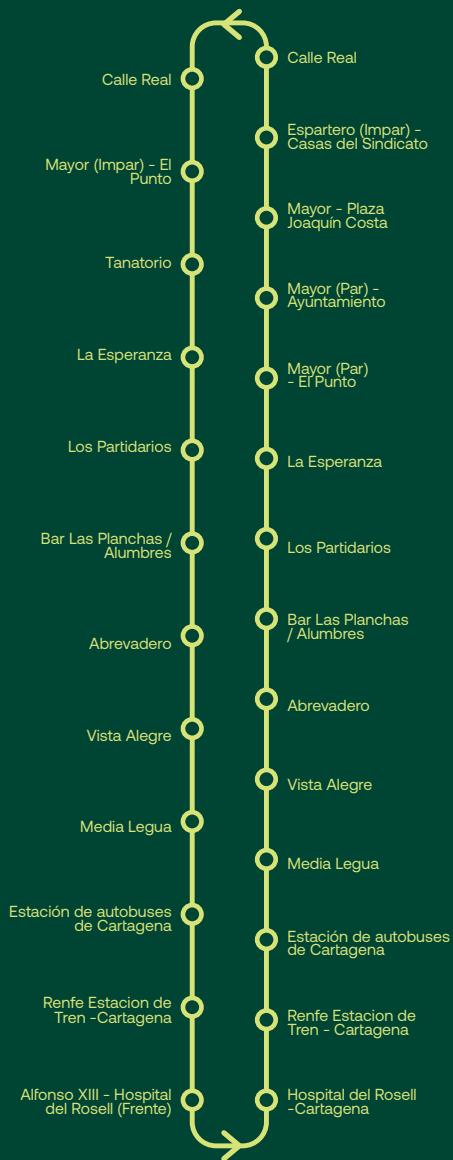 Calle Real
Mayor (Impar) - El
Punto
Tanatorio
La Esperanza
Los Partidarios
Bar Las Planchas /
Alumbres
Abrevadero
Vista Alegre
Media Legua
Estación de autobuses
de Cartagena
Renfe Estacion de
Tren -Cartagena
Alfonso XIII - Hospital
del Rosell (Frente)
Calle Real
Espartero (Impar) -
Casas del Sindicato
Mayor - Plaza
Joaquín Costa
Mayor (Par) -
Ayuntamiento
Mayor (Par)
- El Punto
La Esperanza
Los Partidarios
Bar Las Planchas
/ Alumbres
Abrevadero
Vista Alegre
Media Legua
Estación de autobuses
de Cartagena
Renfe Estacion de
Tren - Cartagena
Hospital del Rosell
-Cartagena